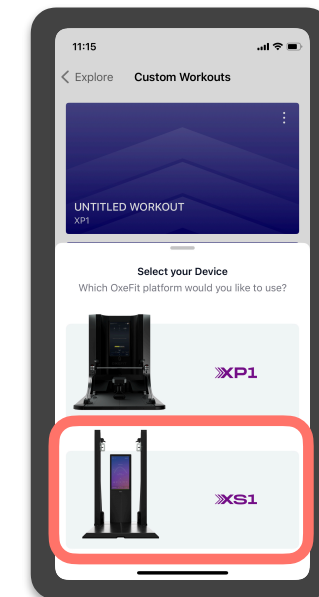 11:15
Explore
Custom Workouts
UNTITLED WORKOUT
XP1
Select your Device
Which OxeFit platform would you like to use?
XP1
XS1